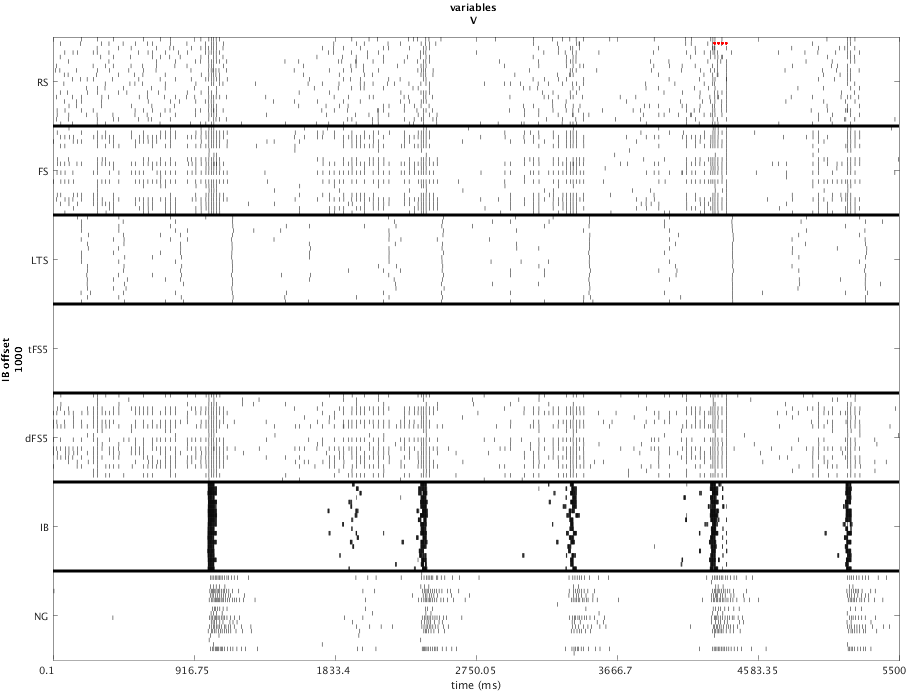 variables
V
RS
FS
LTS
tFS5
dFS5
IB
NG
IB offset
1000
0.1
916.75
1833.4
2750.05
3666.7
4583.35
5500
time (ms)